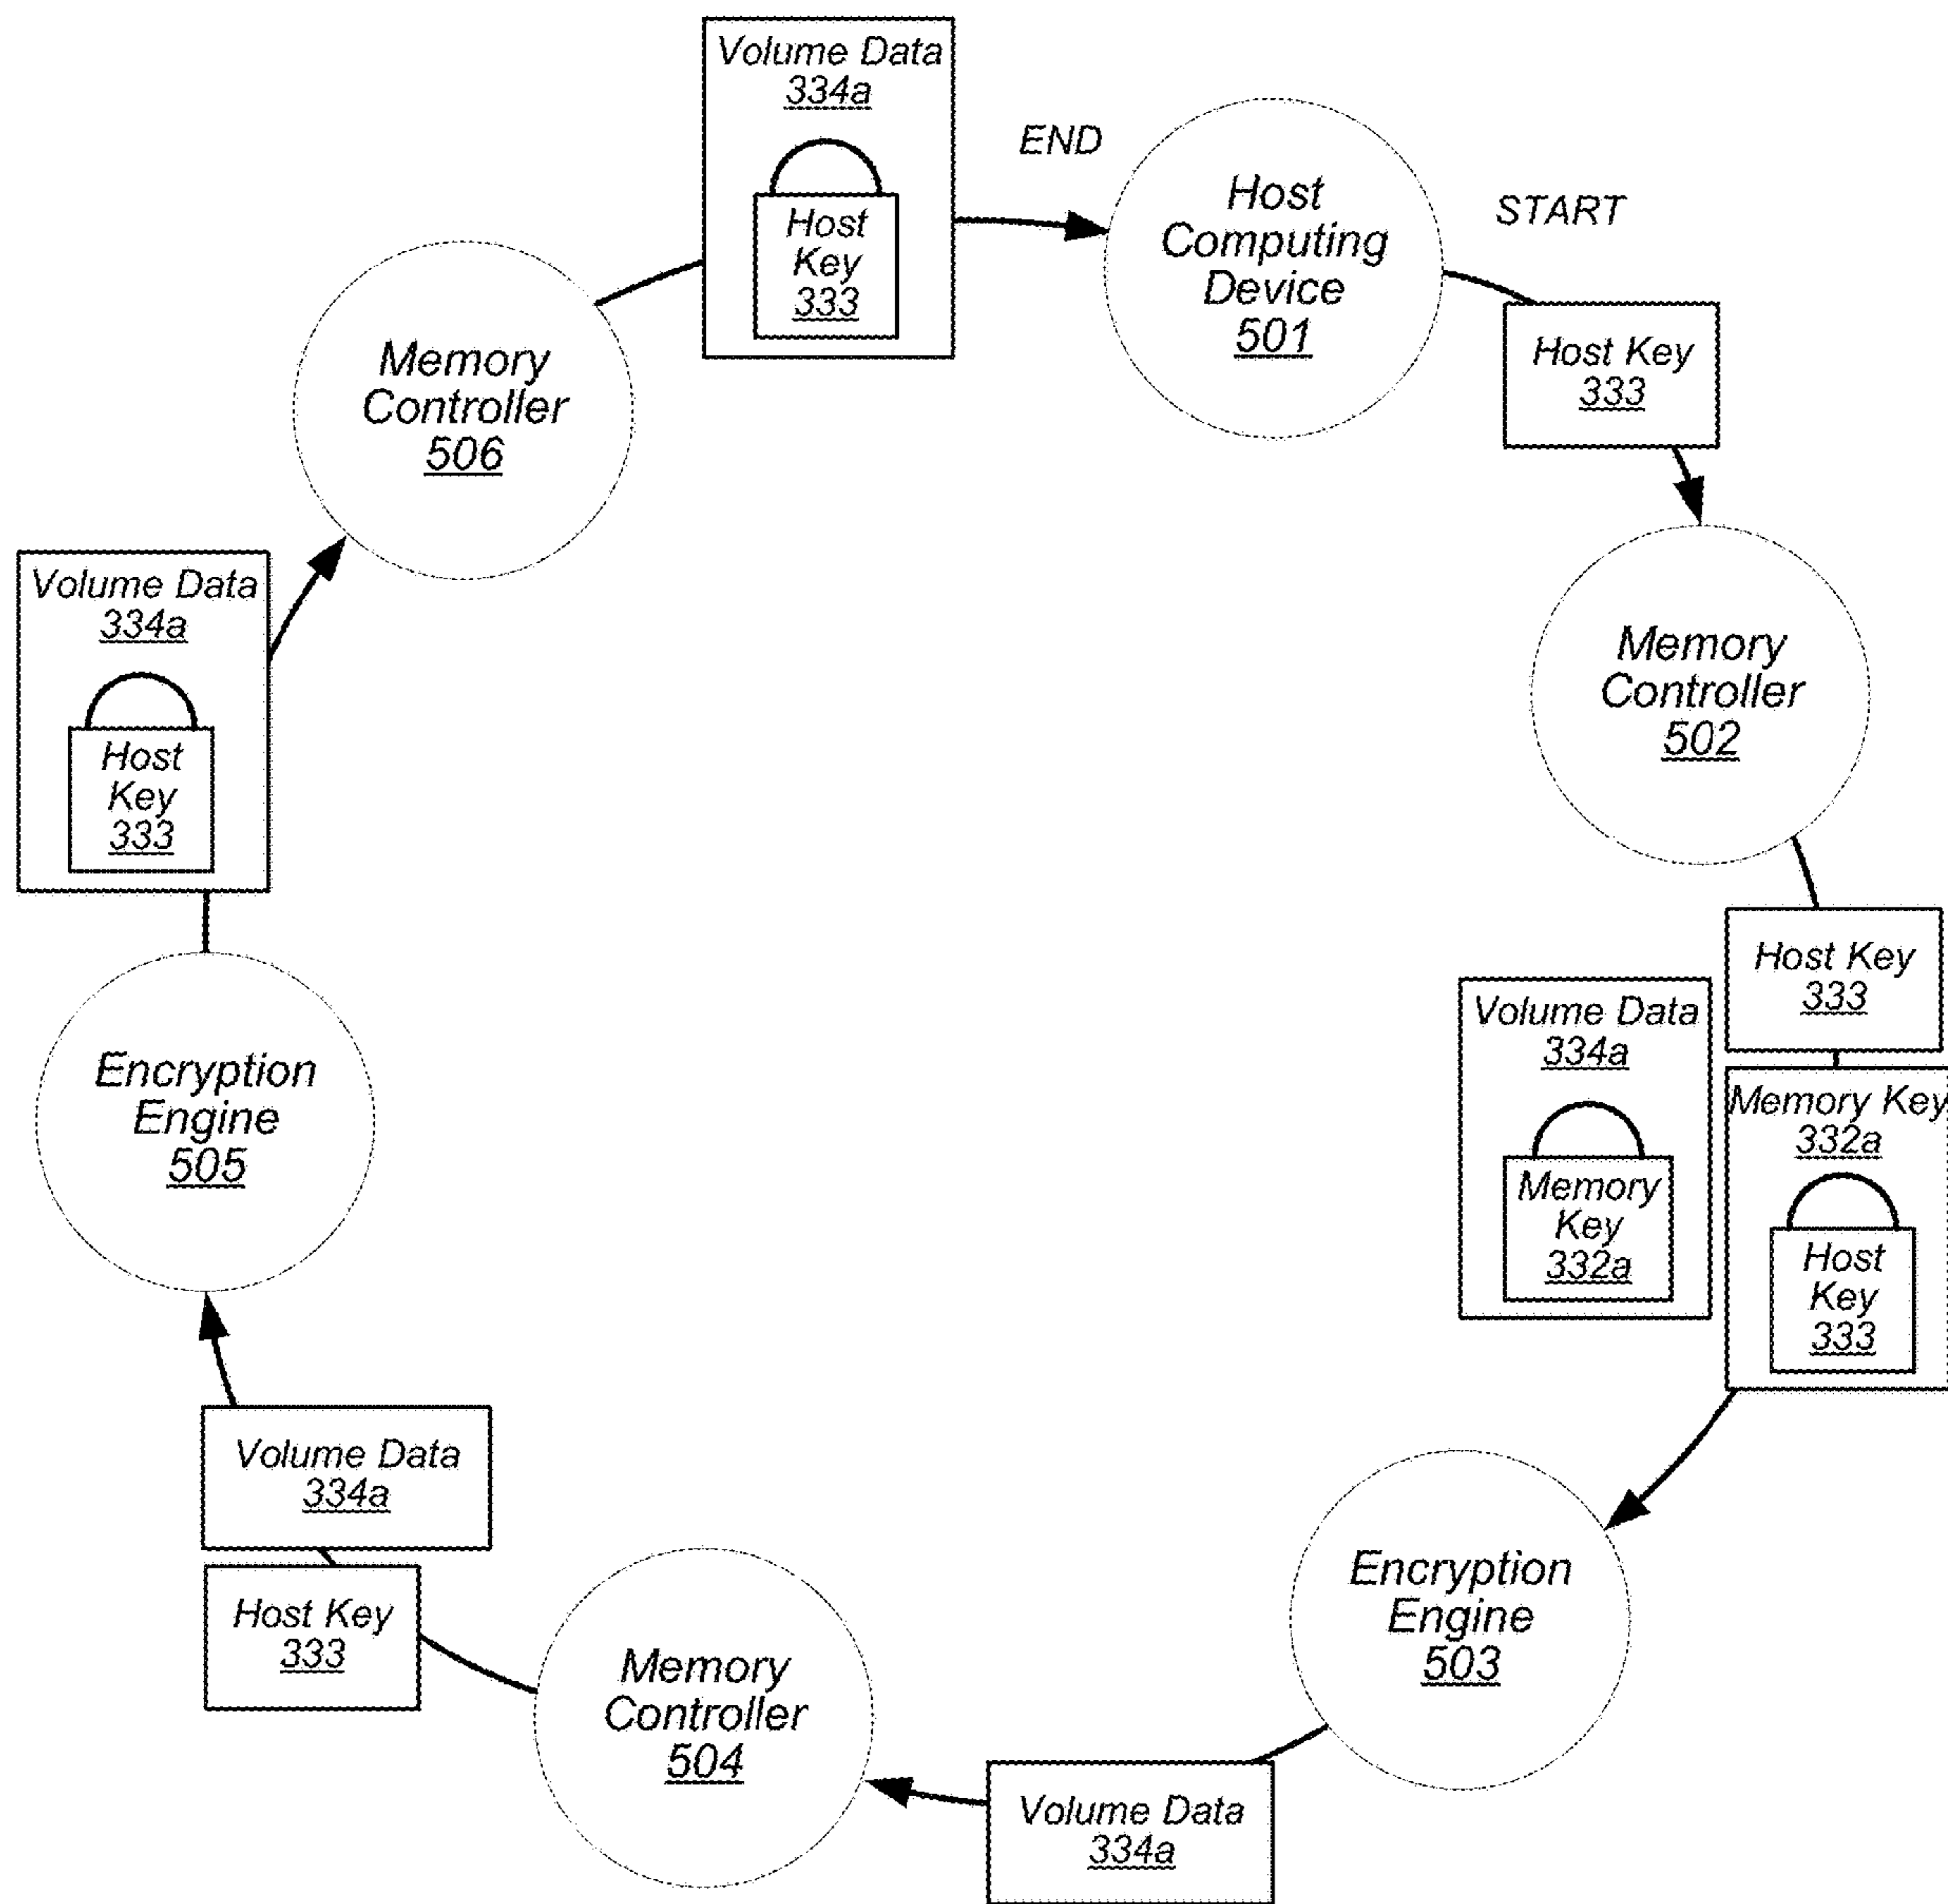 Volume Data
334a
Host
Key
333
END
Host
Computing
Device
501
START
Host Key
333
Memory
Controller
502
Host Key
333
Volume Data
334a
Memory
Key
332a
Memory Key
332a
Host
Key
333
Encryption
Engine
503
Volume Data
334a
Memory
Controller
504
Host Key
333
Volume Data
334a
Encryption
Engine
505
Volume Data
334a
Host
Key
333
Memory
Controller
506